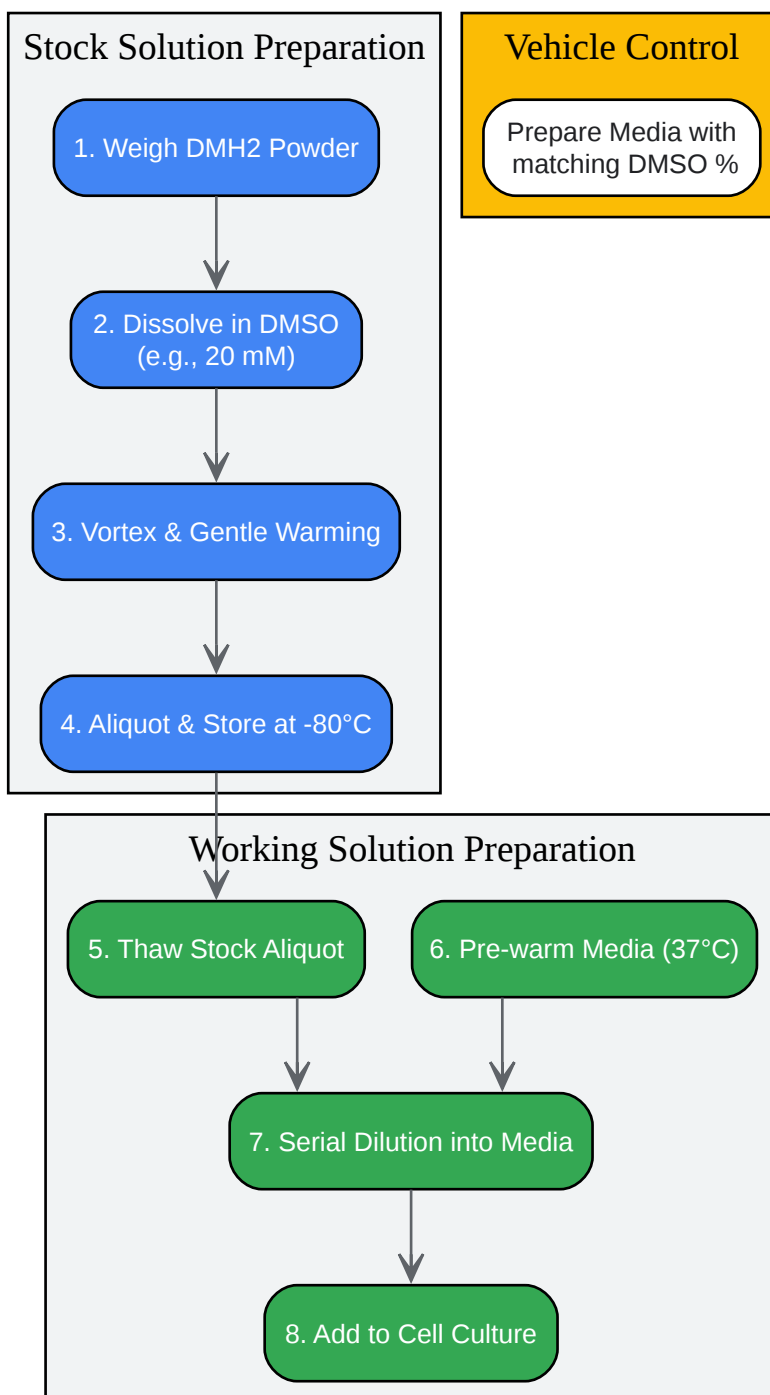 Stock Solution Preparation
1. Weigh DMH2 Powder
2. Dissolve in DMSO
(e.g., 20 mM)
3. Vortex & Gentle Warming
4. Aliquot & Store at -80°C
Vehicle Control
Prepare Media with
matching DMSO %
Working Solution Preparation
5. Thaw Stock Aliquot
6. Pre-warm Media (37°C)
7. Serial Dilution into Media
8. Add to Cell Culture